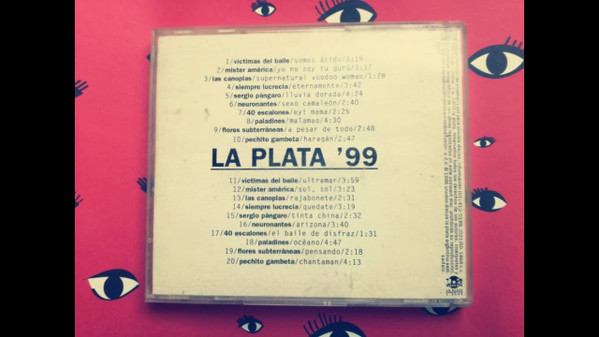 1/víctimas del baile/somos ácido/3:19
2/mister américa/yo no soy tu gurú/3:17
3/las canoplas/supernatural voodoo woman/1:28
4/siempre lucrecia/eternamente/3:42
5/sergio pángaro/lluvia dorada/4:24
6/neuronantes/sexo camaleón/2:40
7/40 escalones/ey! mama/2:25
8/paladines/malamao/4:30
9/flores subterráneas/a pesar de todo/2:48
10/pechito gambeta/haragán/2:47
LA PLATA '99
11/víctimas del baile/ultramar/3:59
12/mister américa/sol, sol/3:23
13/las canoplas/rajabonete/2:31
14/siempre lucrecia/quedate/3:19
15/sergio pángaro/tinta china/2:32
16/neuronantes/arizona/3:40
17/40 escalones/el baile de disfraz/1:31
18/paladines/océano/4:47
19/flores subterráneas/pensando/2:18
20/pechito gambeta/chantaman/4:13